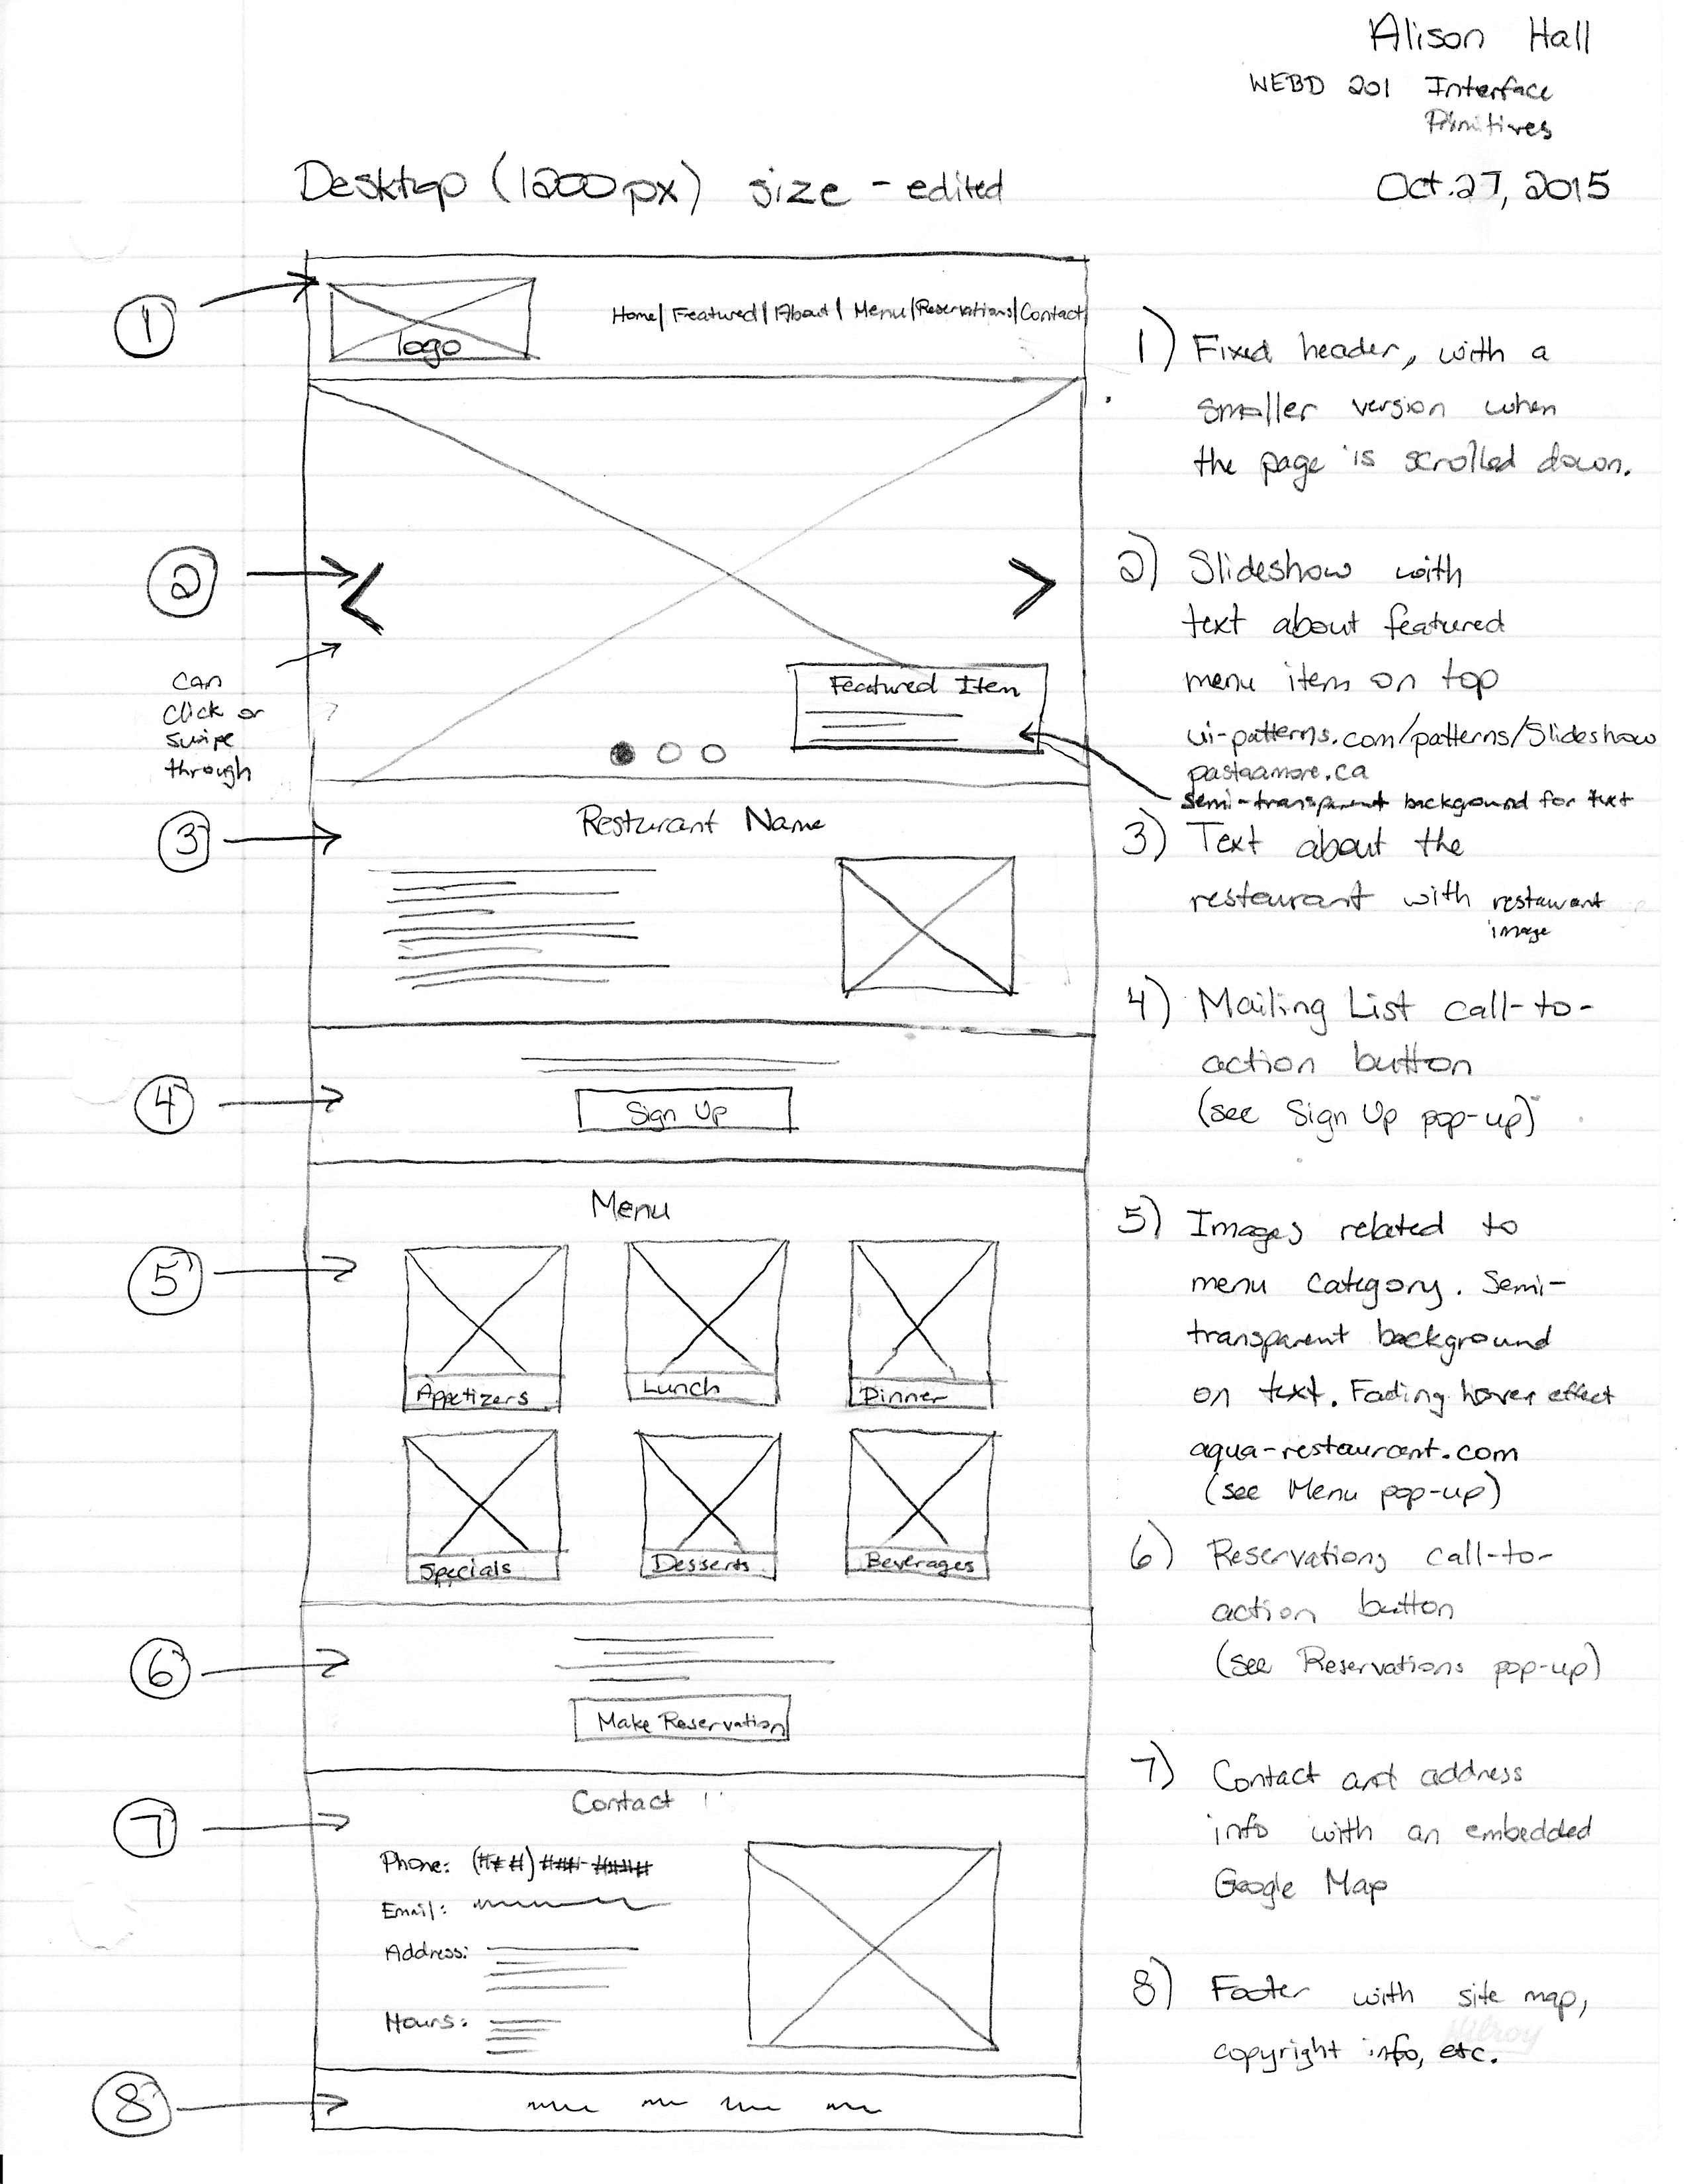 Alison Hall
WEBD 201 Interface
Primitives
Desktop (1200px) size - edited
Oct. 27, 2015
1
logo
Home| Featured| About| Menu|Reservations|Contact
1) Fixed header, with a
smaller version when
the page is scrolled down.
2
<
>
can
click or
swipe
through
Featured Item
2) Slideshow with
text about featured
menu item on top
ui-patterns.com/patterns/Slideshow
pastaamore.ca
semi-transparent background for text
3
Resturant Name
3) Text about the
restaurant with restaurant
image
4
Sign Up
4) Mailing List call-to-
action button
(see Sign Up pop-up)
5
Menu
Appetizers
Lunch
Dinner
Specials
Desserts
Beverages
5) Images related to
menu category. Semi-
transparent background
on text. Fading hover effect
aqua-restaurant.com
(see Menu pop-up)
6
Make Reservation
6) Reservations call-to-
action button
(see Reservations pop-up)
7
Contact
Phone: (###) ###-####
Email:
Address:
Hours:
7) Contact and address
info with an embedded
Google Map
8
8) Footer with site map,
copyright info, etc.
Hilroy